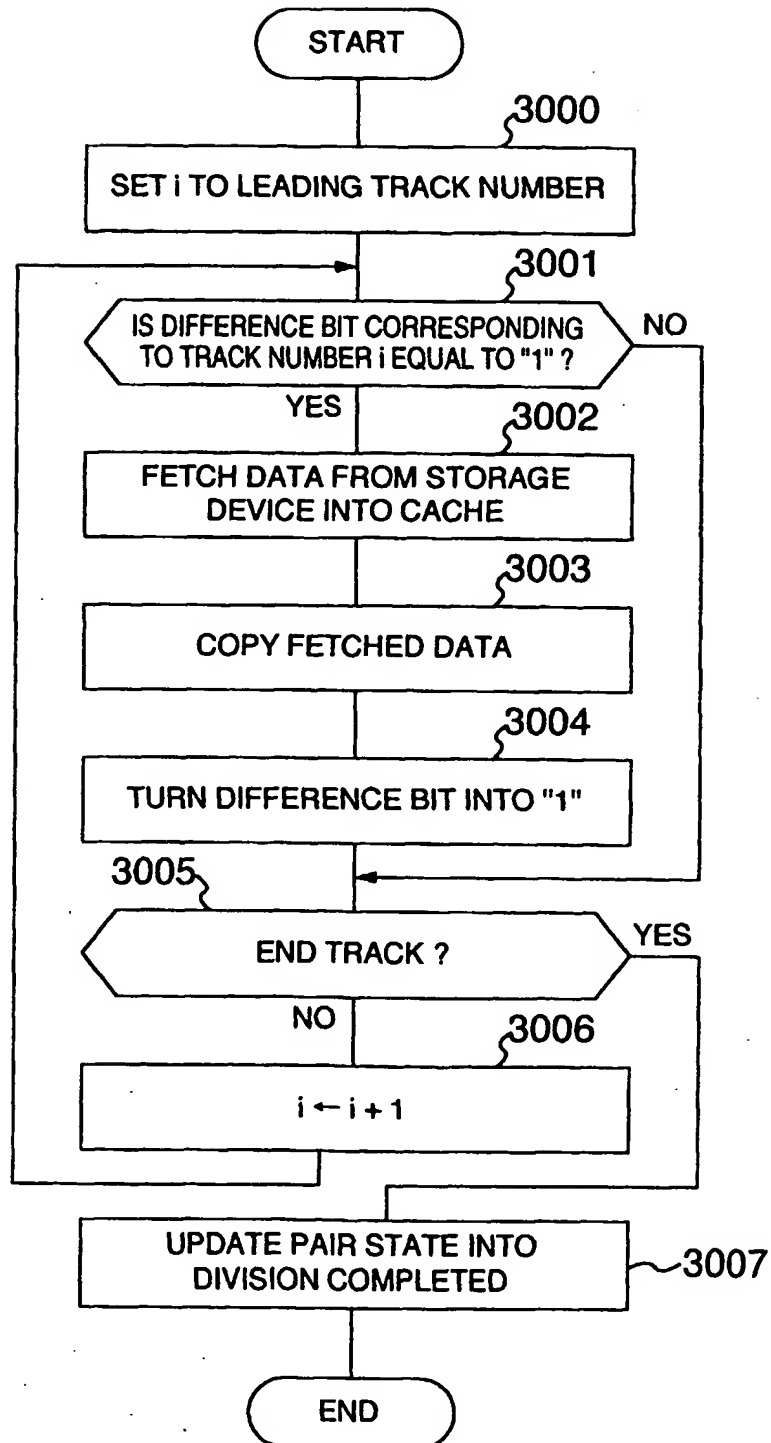 START
3000
SET i TO LEADING TRACK NUMBER
3001
IS DIFFERENCE BIT CORRESPONDING
TO TRACK NUMBER i EQUAL TO "1" ?
NO
YES
3002
FETCH DATA FROM STORAGE
DEVICE INTO CACHE
3003
COPY FETCHED DATA
3004
TURN DIFFERENCE BIT INTO "1"
3005
END TRACK ?
YES
NO
3006
i ← i + 1
UPDATE PAIR STATE INTO
DIVISION COMPLETED
3007
END